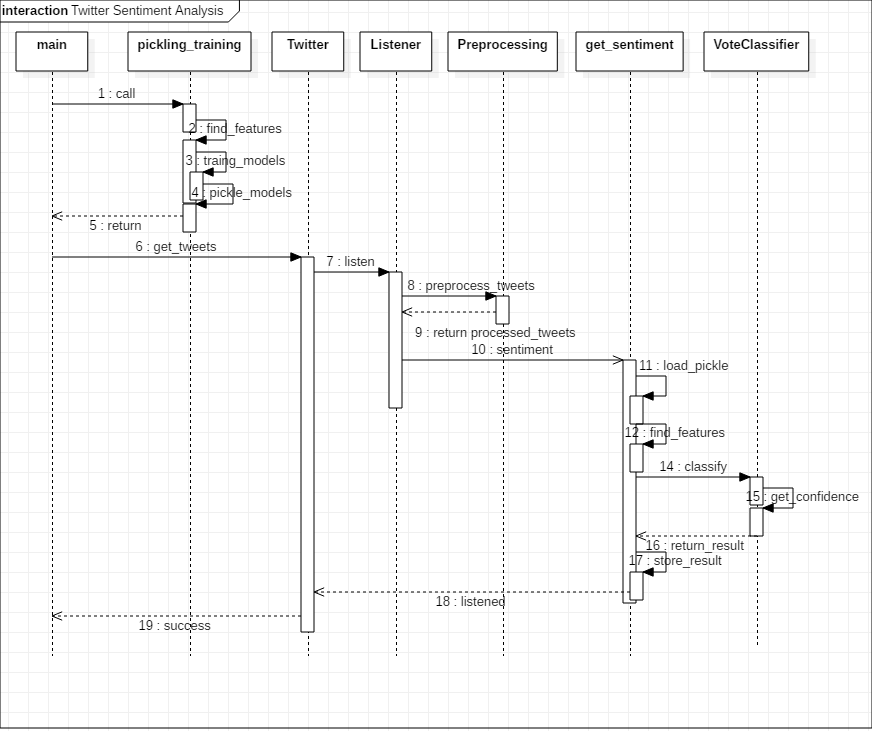 interaction Twitter Sentiment Analysis
main
pickling_training
Twitter
Listener
Preprocessing
get_sentiment
VoteClassifier
1 : call
2 : find_features
3 : traing_models
4 : pickle_models
5 : return
6 : get_tweets
7 : listen
8 : preprocess_tweets
9 : return processed_tweets
10 : sentiment
11 : load_pickle
12 : find_features
14 : classify
15 : get_confidence
16 : return_result
17 : store_result
18 : listened
19 : success